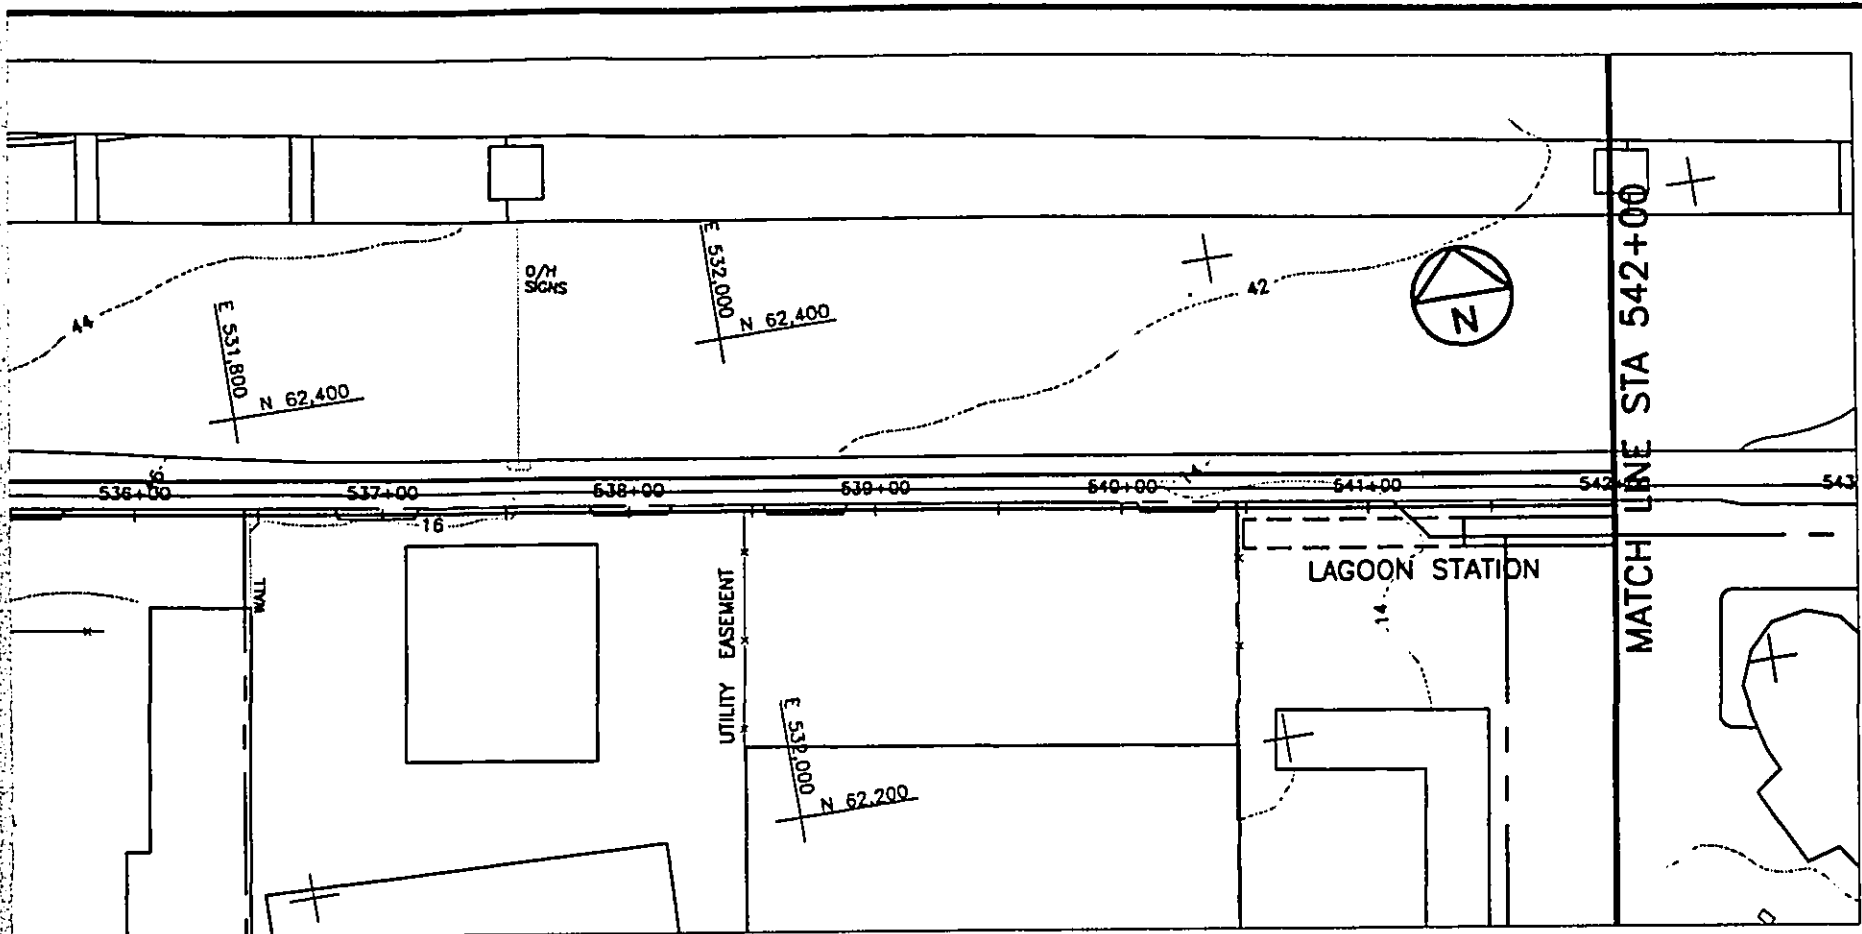 MATCH LINE STA 542+00
E 532,000
N 62,400
O/H
SIGNS
42
N
44
E 531,800
N 62,400
536+00
537+00
538+00
539+00
540+00
541+00
16
WALL
UTILITY EASEMENT
LAGOON STATION
14
E 532,000
N 62,200